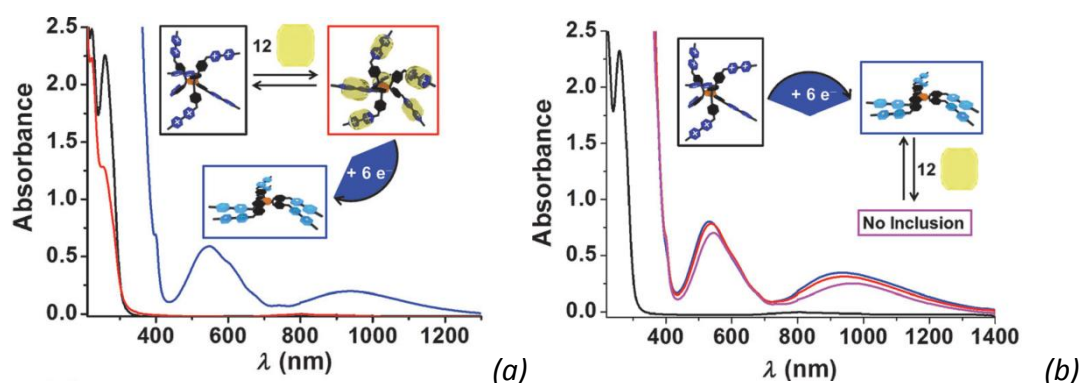 2.5
2.0
1.5
1.0
0.5
0.0
Absorbance
12
+ 6 e⁻
400 600 800 1000 1200
λ (nm)
(a)
2.5
2.0
1.5
1.0
0.5
0.0
Absorbance
+ 6 e⁻
12
No Inclusion
400 600 800 1000 1200 1400
λ (nm)
(b)